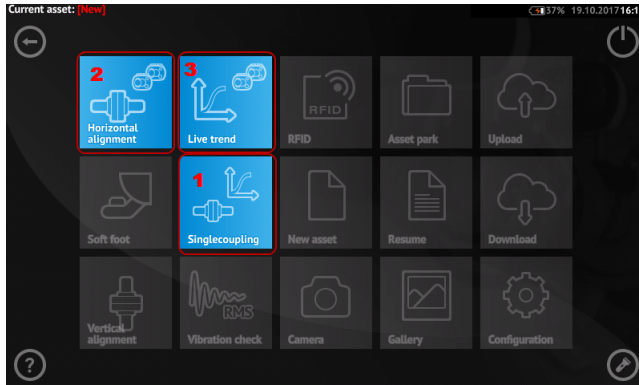 Current asset: [New]
37% 19.10.2017 16:1
2
3
Horizontal
alignment
Live trend
RFID
RFID
Asset park
Upload
1
Soft foot
Singlecoupling
New asset
Resume
Download
RMS
Vertical
alignment
Vibration check
Camera
Gallery
Configuration
?